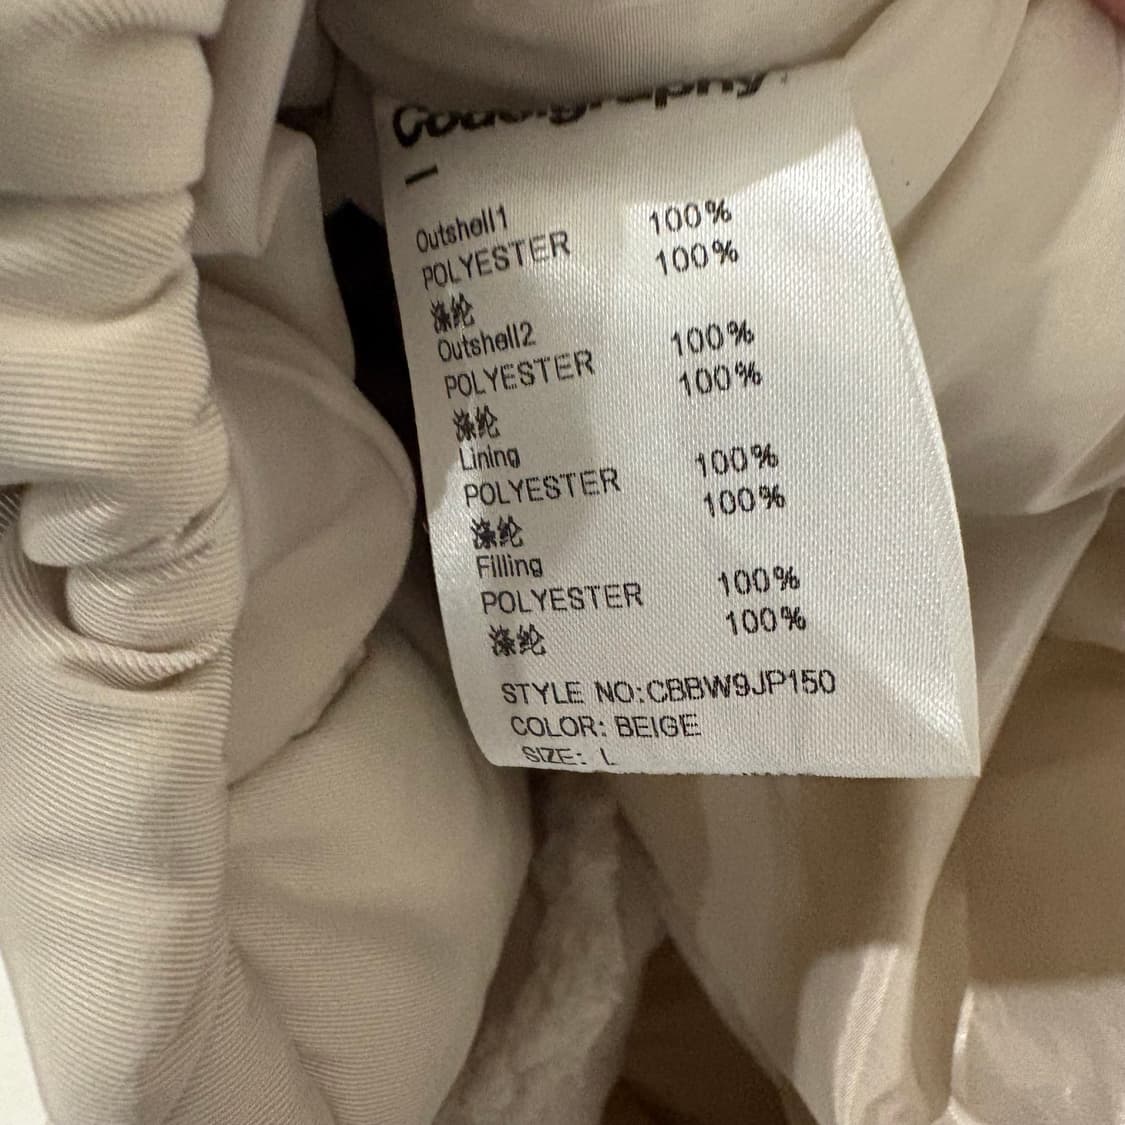 Codegraphy
Outshell1 100%
POLYESTER 100%
涤纶
Outshell2 100%
POLYESTER 100%
涤纶
Lining 100%
POLYESTER 100%
涤纶
Filling 100%
POLYESTER 100%
涤纶
STYLE NO:CBBW9JP150
COLOR: BEIGE
SIZE: L